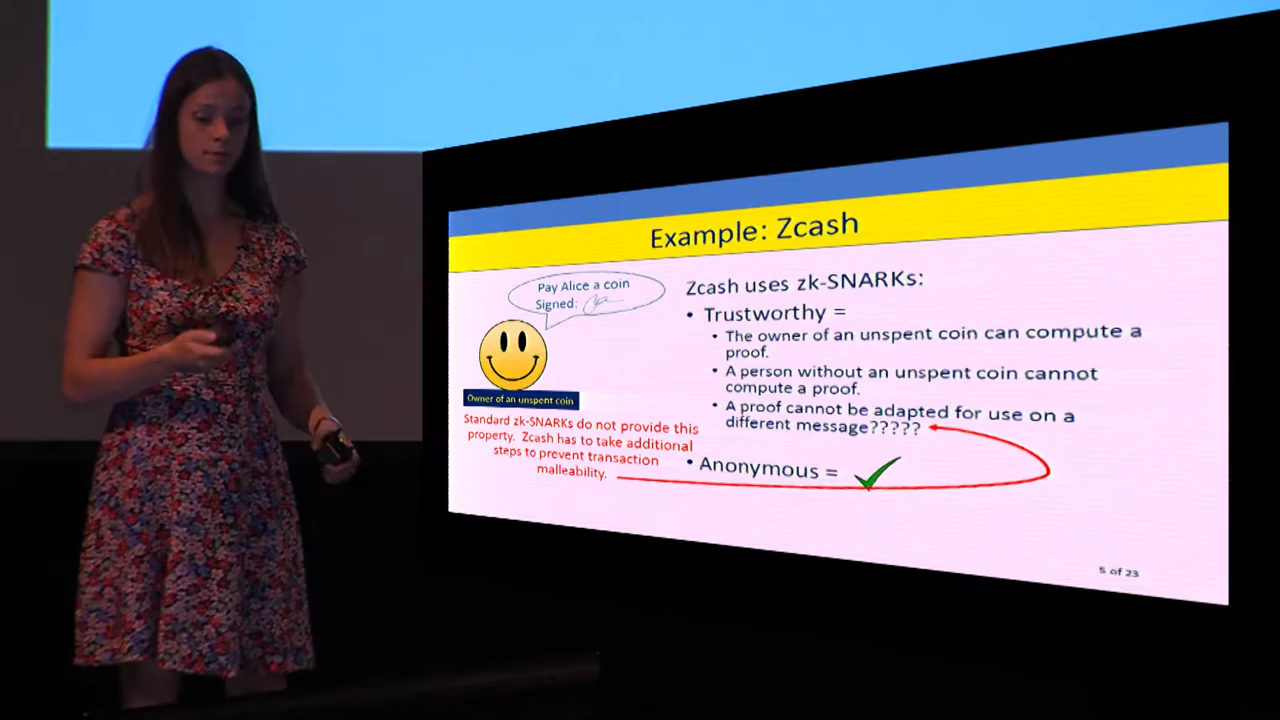 Example: Zcash
Pay Alice a coin
Signed:
Owner of an unspent coin
Standard zk-SNARKs do not provide this
property. Zcash has to take additional
steps to prevent transaction
malleability.
Zcash uses zk-SNARKs:
• Trustworthy =
• The owner of an unspent coin can compute a
proof.
• A person without an unspent coin cannot
compute a proof.
• A proof cannot be adapted for use on a
different message?????
• Anonymous =
5 of 23